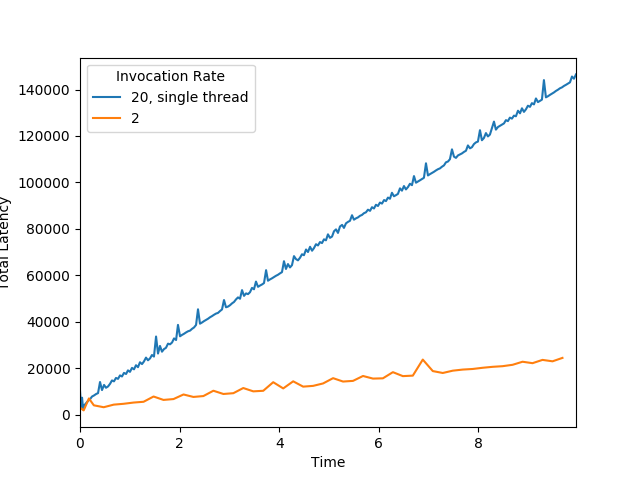 Invocation Rate
20, single thread
2
140000
120000
100000
80000
60000
40000
20000
0
Total Latency
0 2 4 6 8
Time